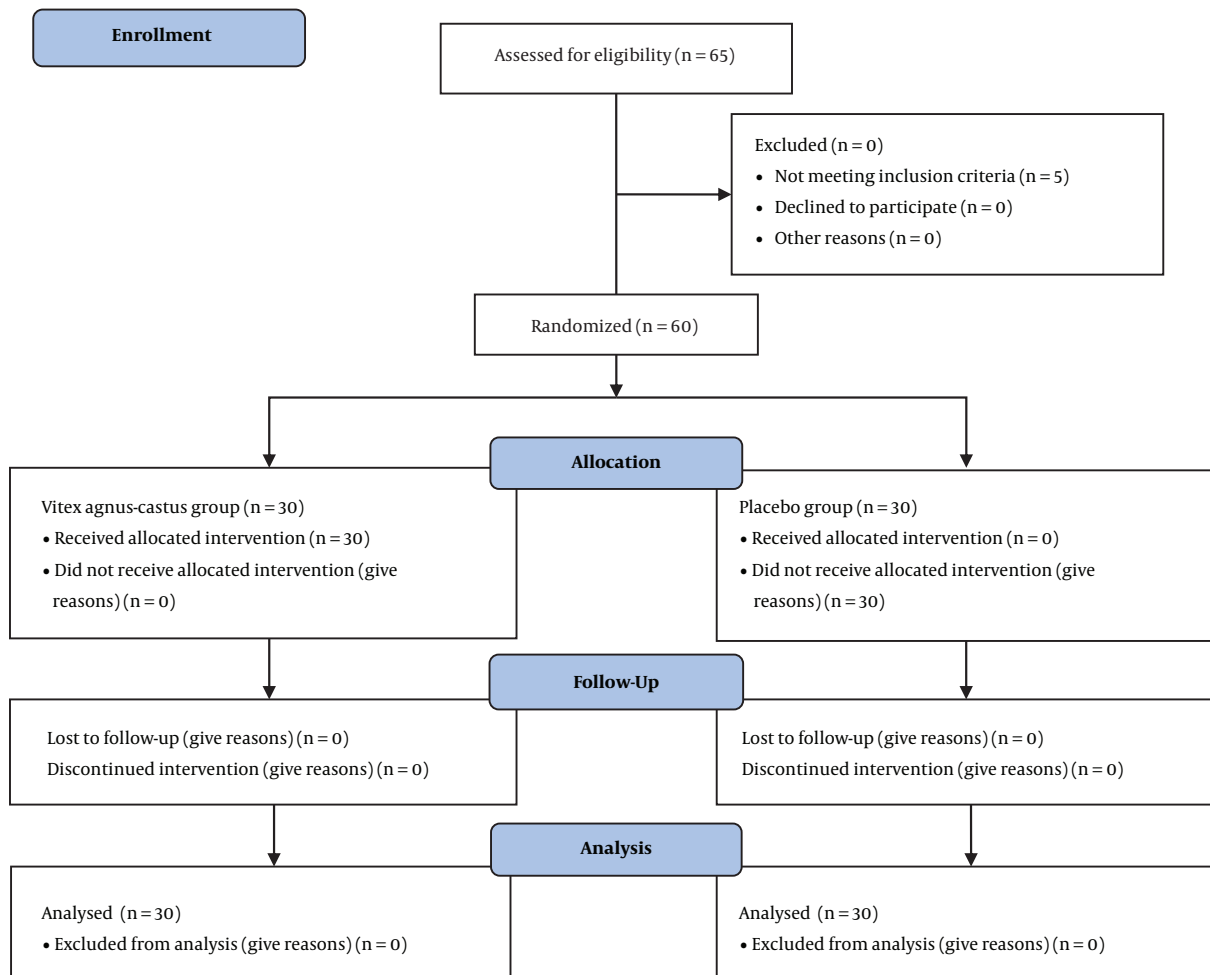 Enrollment
Assessed for eligibility (n = 65)
Excluded (n = 0)
• Not meeting inclusion criteria (n = 5)
• Declined to participate (n = 0)
• Other reasons (n = 0)
Randomized (n = 60)
Allocation
Vitex agnus-castus group (n = 30)
• Received allocated intervention (n = 30)
• Did not receive allocated intervention (give
reasons) (n = 0)
Placebo group (n = 30)
• Received allocated intervention (n = 0)
• Did not receive allocated intervention (give
reasons) (n = 30)
Follow-Up
Lost to follow-up (give reasons) (n = 0)
Discontinued intervention (give reasons) (n = 0)
Lost to follow-up (give reasons) (n = 0)
Discontinued intervention (give reasons) (n = 0)
Analysis
Analysed (n = 30)
• Excluded from analysis (give reasons) (n = 0)
Analysed (n = 30)
• Excluded from analysis (give reasons) (n = 0)